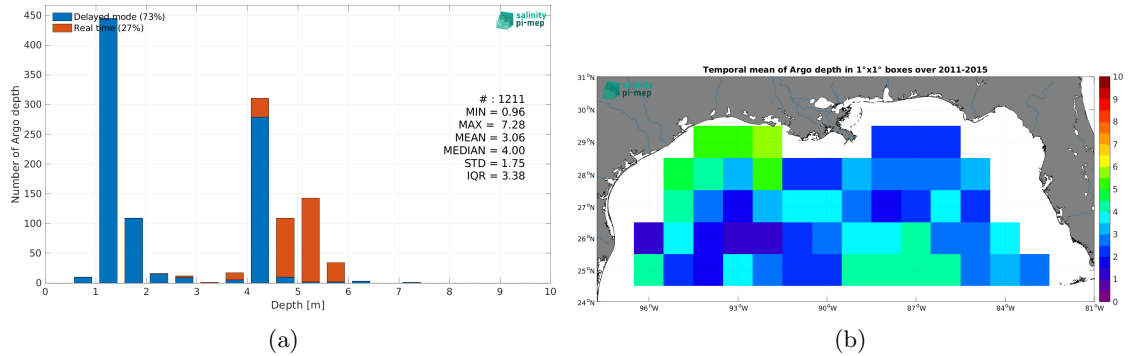 Delayed mode (73%)
Real time (27%)
salinity
pi-mep
# : 1211
MIN = 0.96
MAX = 7.28
MEAN = 3.06
MEDIAN = 4.00
STD = 1.75
IQR = 3.38
Number of Argo depth
450
400
350
300
250
200
150
100
50
0
0 1 2 3 4 5 6 7 8 9 10
Depth [m]
(a)
Temporal mean of Argo depth in 1°x1° boxes over 2011-2015
salinity
pi-mep
31°N
30°N
29°N
28°N
27°N
26°N
25°N
24°N
96°W 93°W 90°W 87°W 84°W 81°W
10
9
8
7
6
5
4
3
2
1
0
(b)